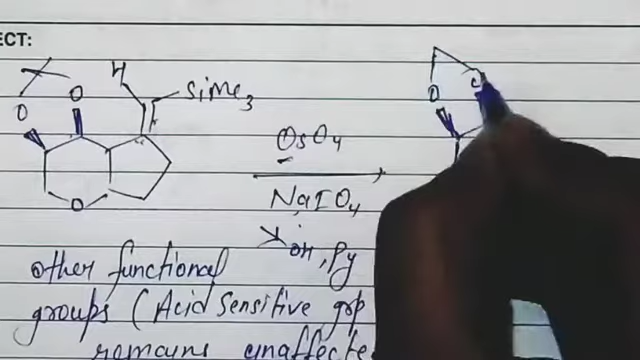 ECT:
H
O
O
SiMe3
O
OsO4
NaIO4
OH, Py
O
other functional
groups (Acid Sensitive grp
remains unaffecte